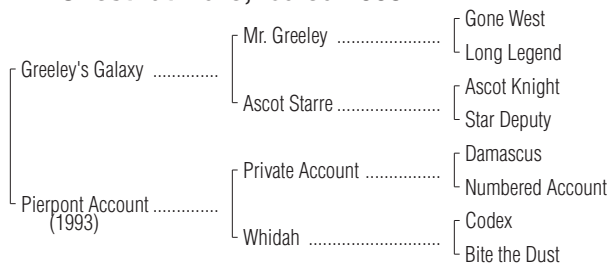 Gone West
Mr. Greeley ......................
Long Legend
Greeley's Galaxy .............
Ascot Knight
Ascot Starre ......................
Star Deputy
Damascus
Private Account ................
Numbered Account
Pierpont Account .............
(1993)
Codex
Whidah ............................
Bite the Dust